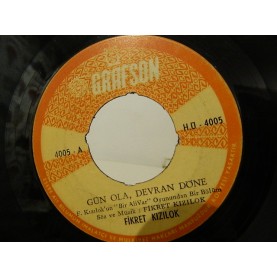 GRAFSON
4005 - A
H.Ü - 4005
GÜN OLA, DEVRAN DÖNE
F. Kızılok'un "Bir Ali Var" Oyunundan Bir Bölüm
Söz ve Müzik : FİKRET KIZILOK
FİKRET KIZILOK